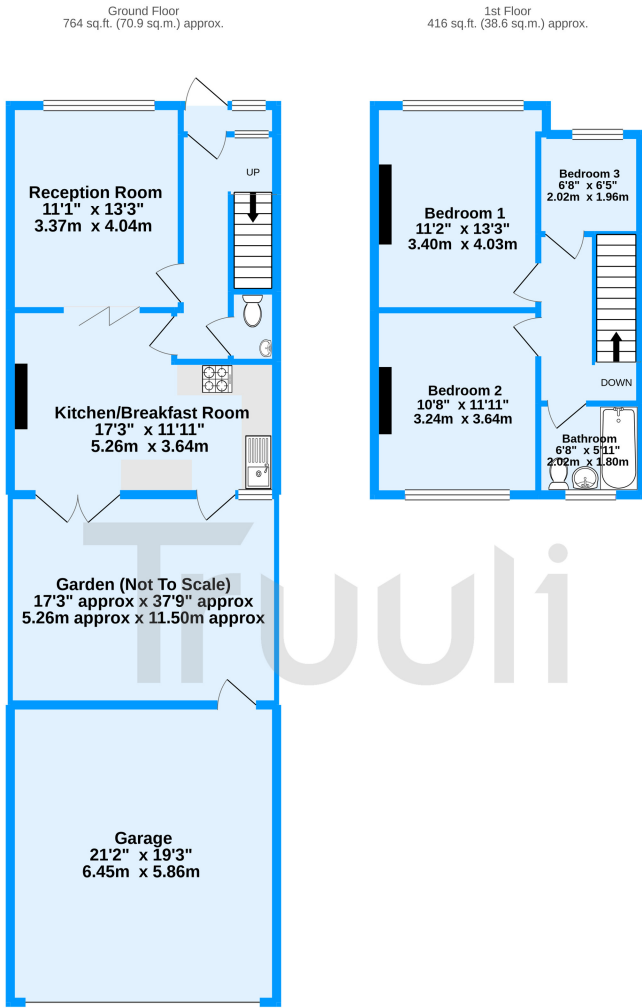 Ground Floor
764 sq.ft. (70.9 sq.m.) approx.
1st Floor
416 sq.ft. (38.6 sq.m.) approx.
UP
Reception Room
11'1" x 13'3"
3.37m x 4.04m
Kitchen/Breakfast Room
17'3" x 11'11"
5.26m x 3.64m
Garden (Not To Scale)
17'3" approx x 37'9" approx
5.26m approx x 11.50m approx
Garage
21'2" x 19'3"
6.45m x 5.86m
Bedroom 3
6'8" x 6'5"
2.02m x 1.96m
Bedroom 1
11'2" x 13'3"
3.40m x 4.03m
Bedroom 2
10'8" x 11'11"
3.24m x 3.64m
DOWN
Bathroom
6'8" x 5'11"
2.02m x 1.80m
Truuli